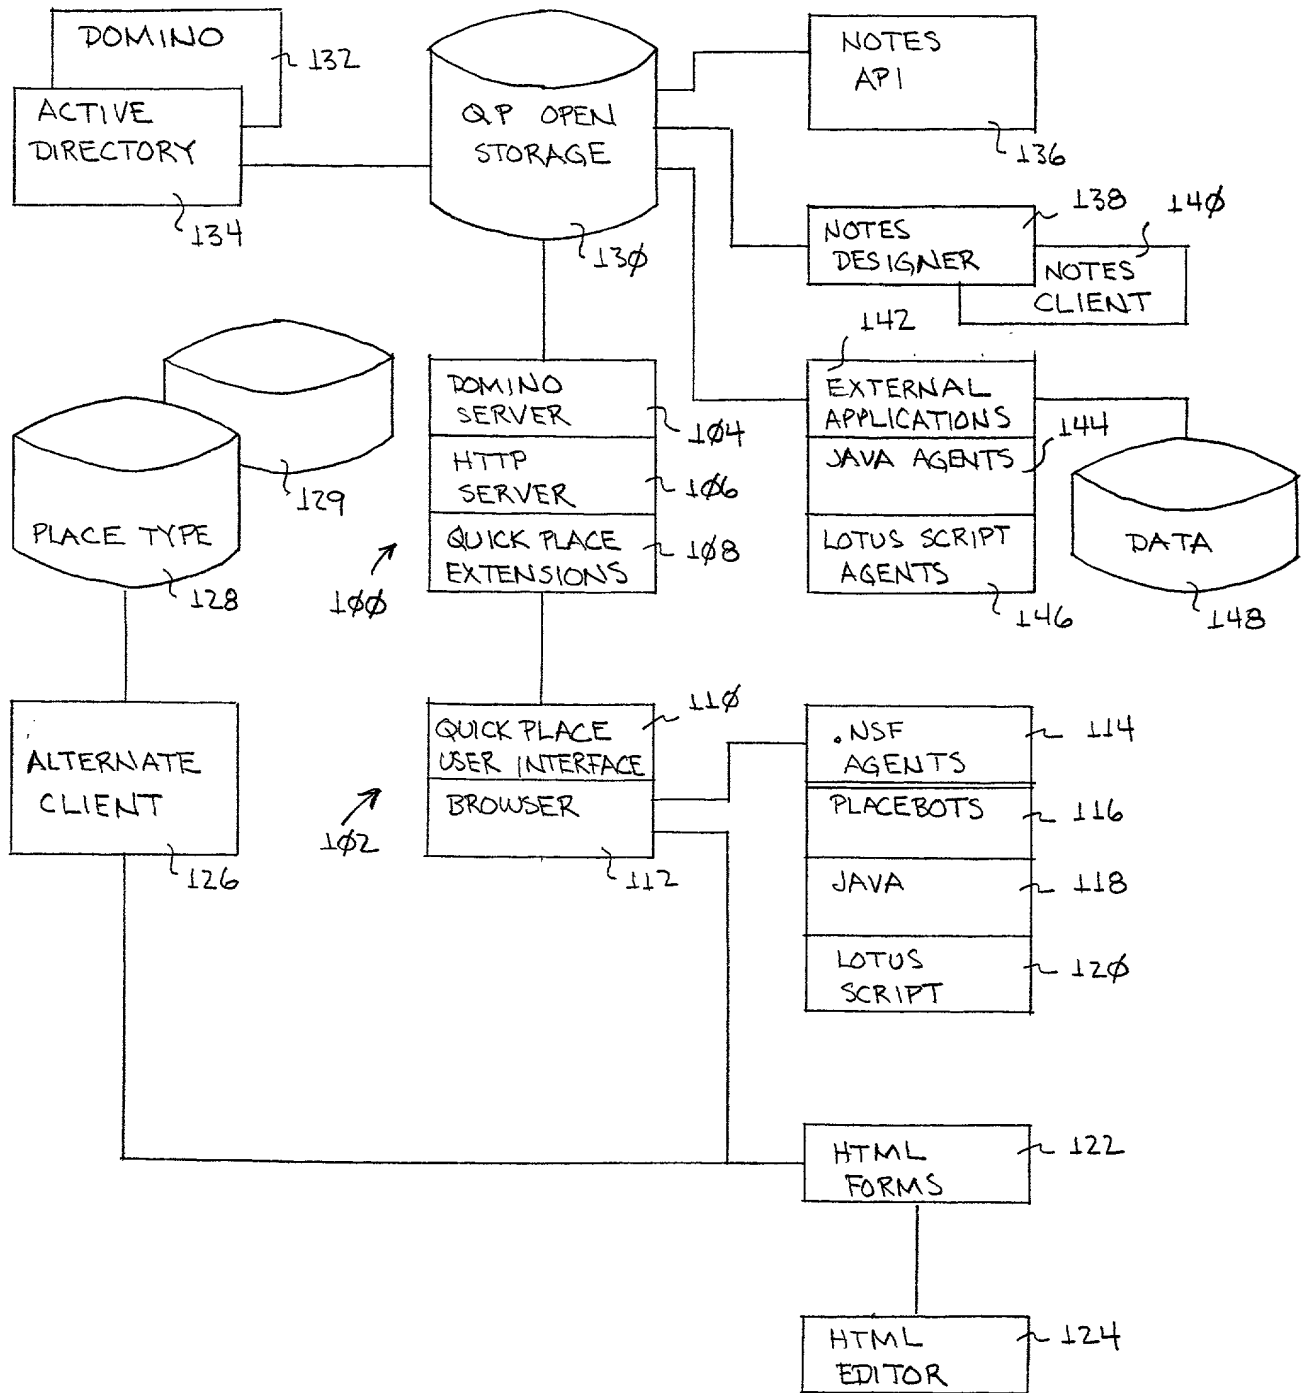 DOMINO
132
ACTIVE
DIRECTORY
134
QP OPEN
STORAGE
130
NOTES
API
136
138
140
NOTES
DESIGNER
NOTES
CLIENT
142
129
PLACE TYPE
128
100
DOMINO
SERVER
104
HTTP
SERVER
106
QUICK PLACE
EXTENSIONS
108
EXTERNAL
APPLICATIONS
JAVA AGENTS
144
LOTUS SCRIPT
AGENTS
146
DATA
148
ALTERNATE
CLIENT
126
102
110
QUICK PLACE
USER INTERFACE
BROWSER
112
.NSF
AGENTS
114
PLACEBOTS
116
JAVA
118
LOTUS
SCRIPT
120
HTML
FORMS
122
HTML
EDITOR
124